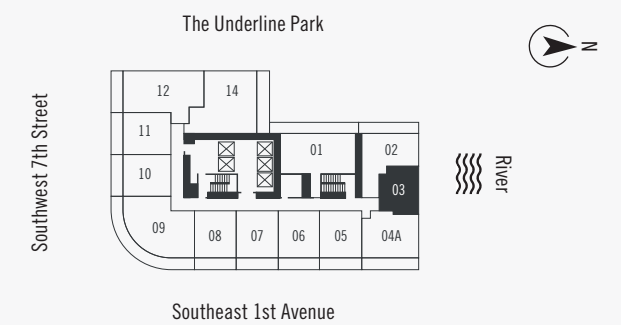 The Underline Park
N
Southwest 7th Street
12
14
11
01
02
10
03
River
09
08
07
06
05
04A
Southeast 1st Avenue